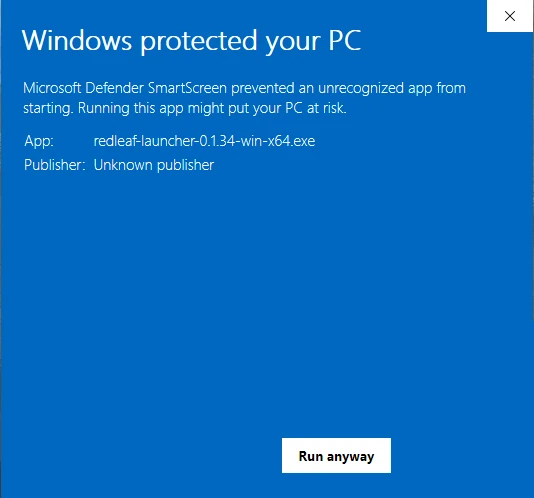 Windows protected your PC
Microsoft Defender SmartScreen prevented an unrecognized app from
starting. Running this app might put your PC at risk.
App: redleaf-launcher-0.1.34-win-x64.exe
Publisher: Unknown publisher
Run anyway